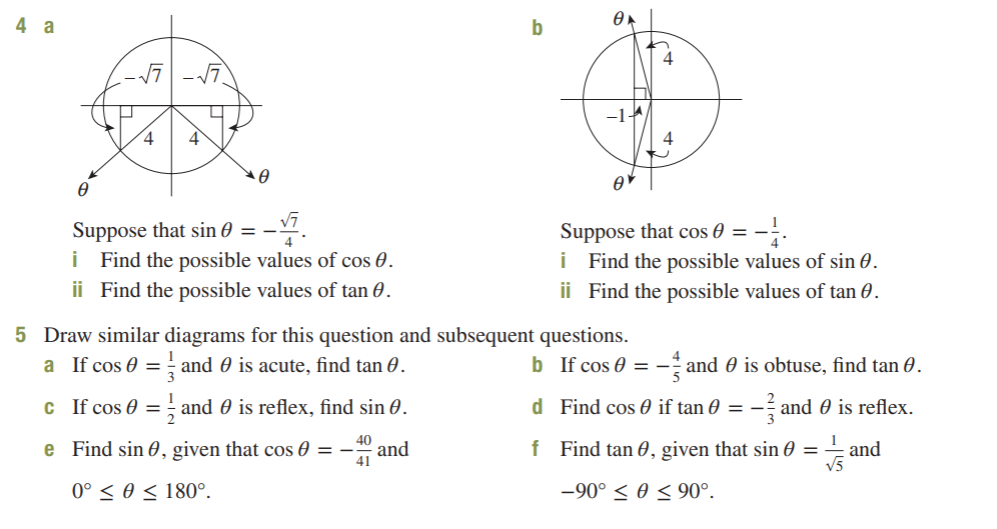 4 a
−√7 −√7
4 4
θ θ
Suppose that sin θ = −√7/4.
i Find the possible values of cos θ.
ii Find the possible values of tan θ.
b
θ
4
−1
4
θ
Suppose that cos θ = −1/4.
i Find the possible values of sin θ.
ii Find the possible values of tan θ.
5 Draw similar diagrams for this question and subsequent questions.
a If cos θ = 1/3 and θ is acute, find tan θ.
b If cos θ = −4/5 and θ is obtuse, find tan θ.
c If cos θ = 1/2 and θ is reflex, find sin θ.
d Find cos θ if tan θ = −2/3 and θ is reflex.
e Find sin θ, given that cos θ = −40/41 and
0° ≤ θ ≤ 180°.
f Find tan θ, given that sin θ = 1/√5 and
−90° ≤ θ ≤ 90°.